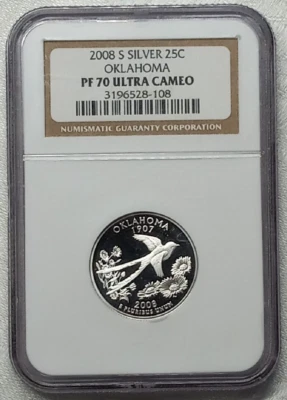 2008 S SILVER 25C
OKLAHOMA
PF 70 ULTRA CAMEO
3196528-108
NUMISMATIC GUARANTY CORPORATION
OKLAHOMA
1907
2008
E PLURIBUS UNUM